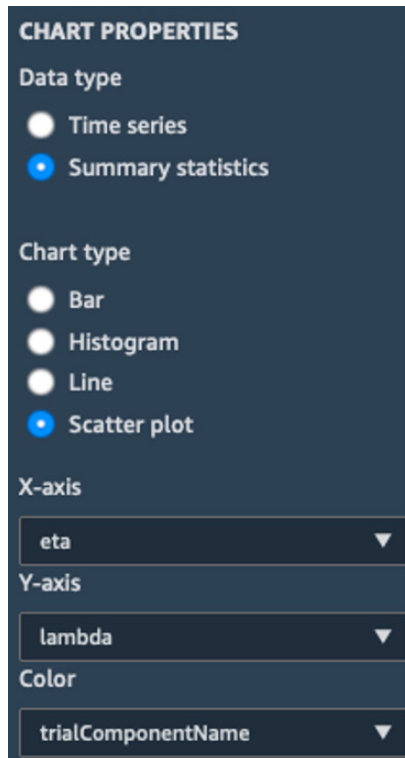 CHART PROPERTIES
Data type
Time series
Summary statistics
Chart type
Bar
Histogram
Line
Scatter plot
X-axis
eta
Y-axis
lambda
Color
trialComponentName